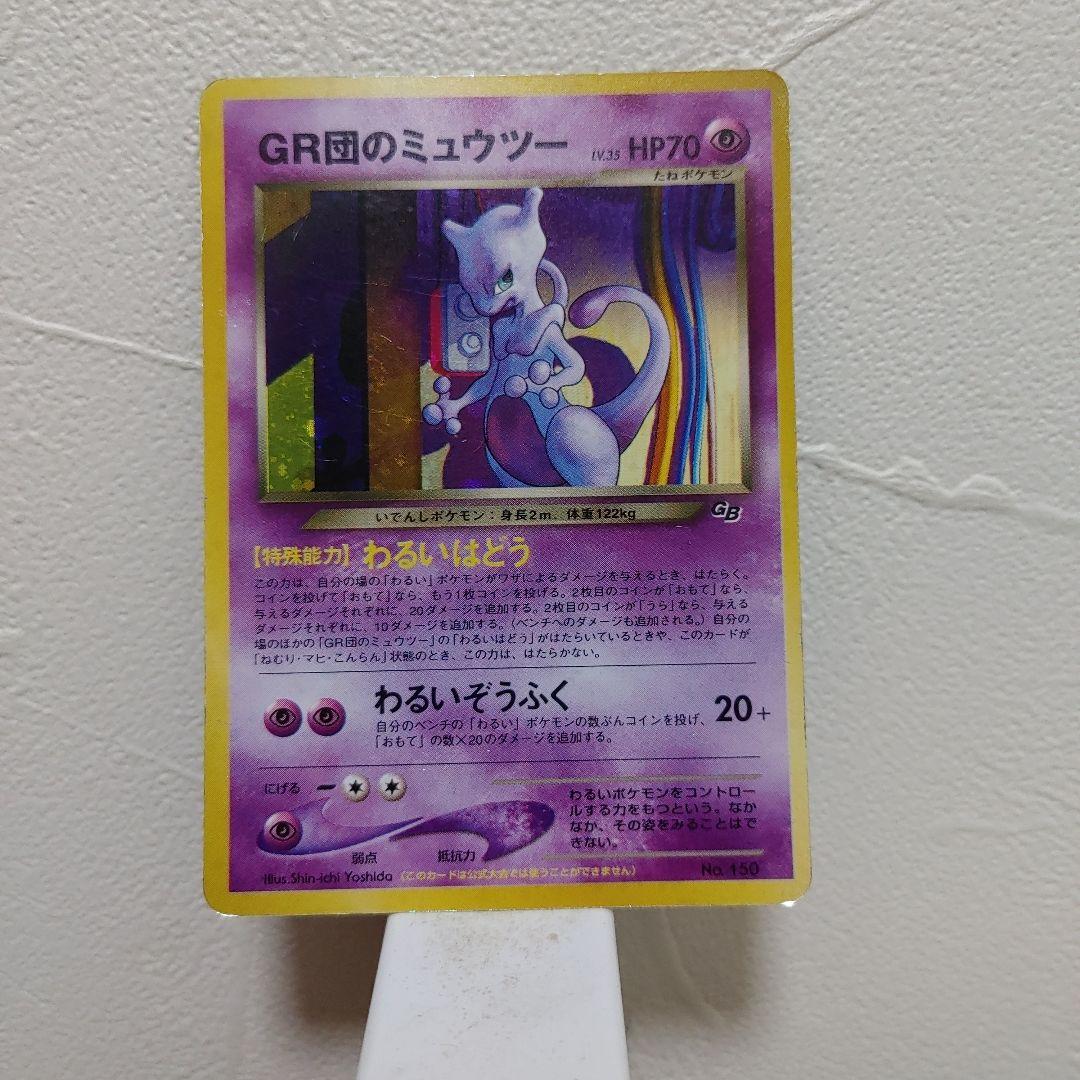 GR団のミュウツー LV.35 HP70
たねポケモン
いでんしポケモン:身長2m、体重122kg
GB
【特殊能力】わるいはどう
この力は、自分の場の「わるい」ポケモンがワザによるダメージを与えるとき、はたらく。
コインを投げて「おもて」なら、もう1枚コインを投げる。2枚目のコインが「おもて」なら、
与えるダメージそれぞれに、20ダメージを追加する。2枚目のコインが「うら」なら、与える
ダメージそれぞれに、10ダメージを追加する。(ベンチへのダメージも追加される。)自分の
場のほかの「GR団のミュウツー」の「わるいはどう」がはたらいているときや、このカードが
「ねむり・マヒ・こんらん」状態のとき、この力は、はたらかない。
わるいぞうふく 20+
自分のベンチの「わるい」ポケモンの数ぶんコインを投げ、
「おもて」の数×20のダメージを追加する。
にげる
弱点
抵抗力
わるいポケモンをコントロー
ルする力をもつという。なか
なか、その姿をみることはで
きない。
Illus.Shin-ichi Yoshida (このカードは公式大会では使うことができません) No. 150